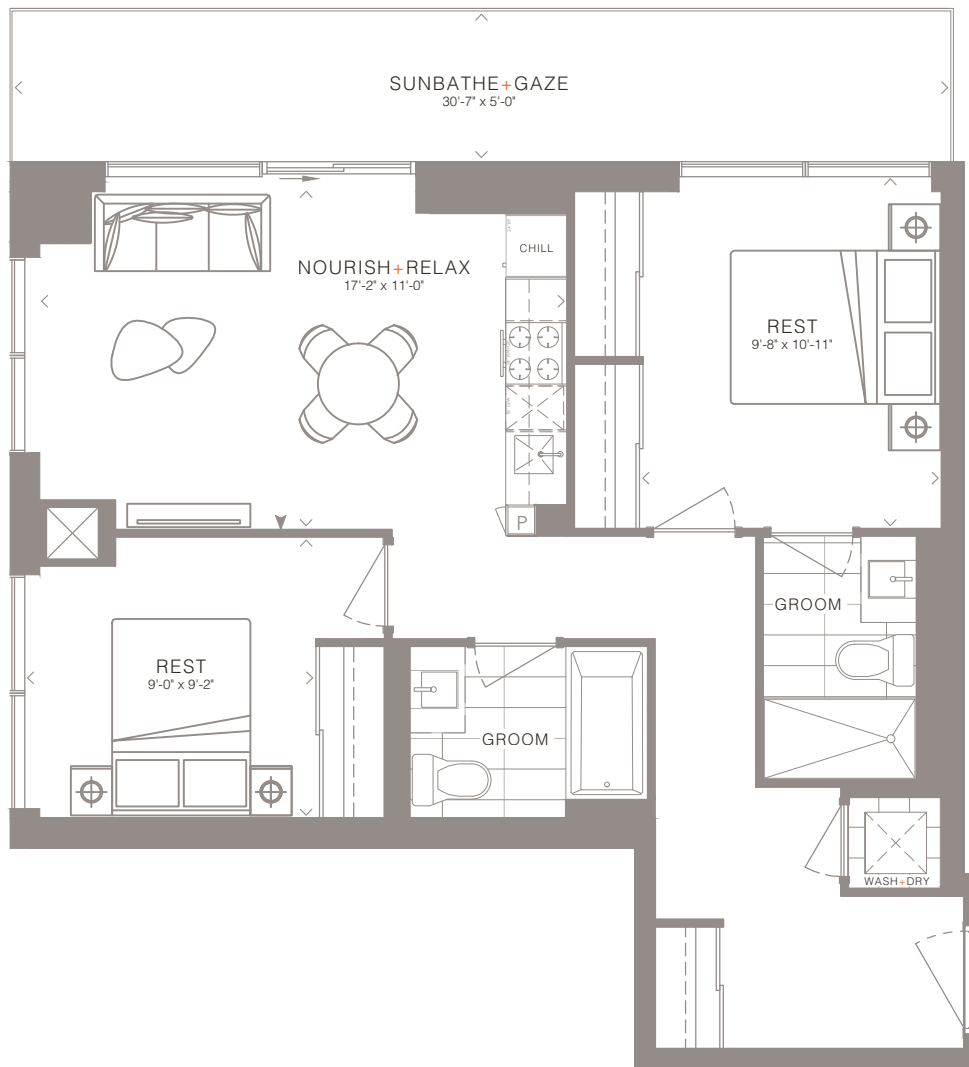 SUNBATHE+GAZE
30'-7" x 5'-0"
CHILL
NOURISH+RELAX
17'-2" x 11'-0"
REST
9'-8" x 10'-11"
P
GROOM
REST
9'-0" x 9'-2"
GROOM
WASH+DRY